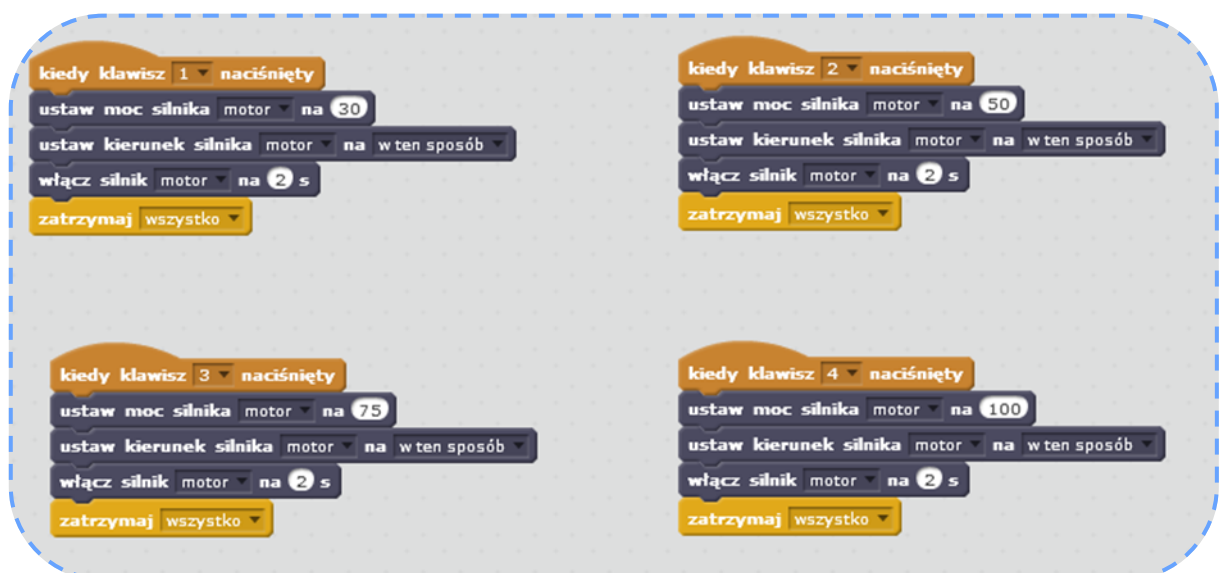 kiedy klawisz 1 naciśnięty
ustaw moc silnika motor na 30
ustaw kierunek silnika motor na w ten sposób
włącz silnik motor na 2 s
zatrzymaj wszystko
kiedy klawisz 2 naciśnięty
ustaw moc silnika motor na 50
ustaw kierunek silnika motor na w ten sposób
włącz silnik motor na 2 s
zatrzymaj wszystko
kiedy klawisz 3 naciśnięty
ustaw moc silnika motor na 75
ustaw kierunek silnika motor na w ten sposób
włącz silnik motor na 2 s
zatrzymaj wszystko
kiedy klawisz 4 naciśnięty
ustaw moc silnika motor na 100
ustaw kierunek silnika motor na w ten sposób
włącz silnik motor na 2 s
zatrzymaj wszystko